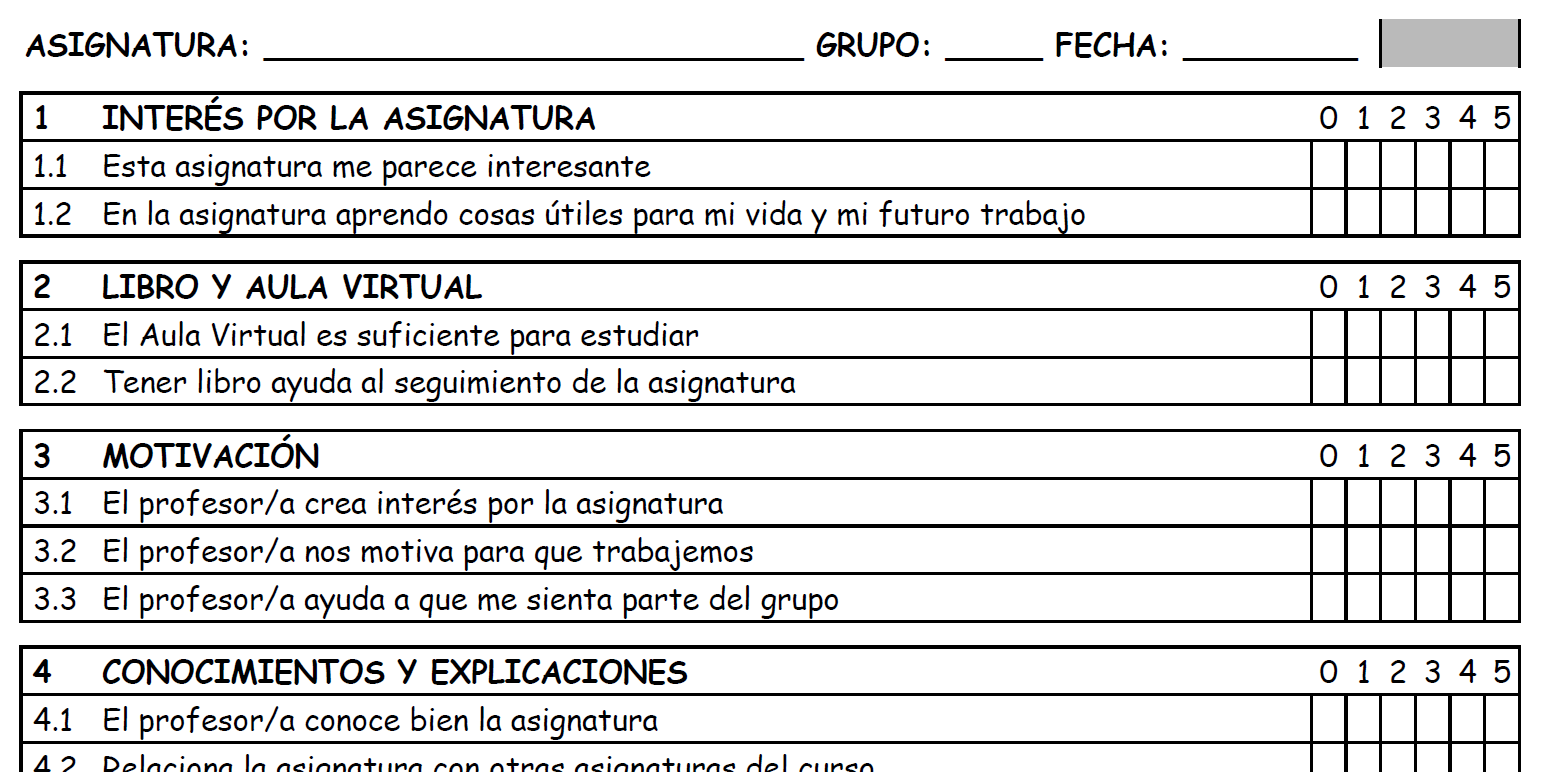 ASIGNATURA: GRUPO: FECHA:
1 INTERÉS POR LA ASIGNATURA 0 1 2 3 4 5
1.1 Esta asignatura me parece interesante
1.2 En la asignatura aprendo cosas útiles para mi vida y mi futuro trabajo
2 LIBRO Y AULA VIRTUAL 0 1 2 3 4 5
2.1 El Aula Virtual es suficiente para estudiar
2.2 Tener libro ayuda al seguimiento de la asignatura
3 MOTIVACIÓN 0 1 2 3 4 5
3.1 El profesor/a crea interés por la asignatura
3.2 El profesor/a nos motiva para que trabajemos
3.3 El profesor/a ayuda a que me sienta parte del grupo
4 CONOCIMIENTOS Y EXPLICACIONES 0 1 2 3 4 5
4.1 El profesor/a conoce bien la asignatura
4.2 Relaciona la asignatura con otras asignaturas del curso